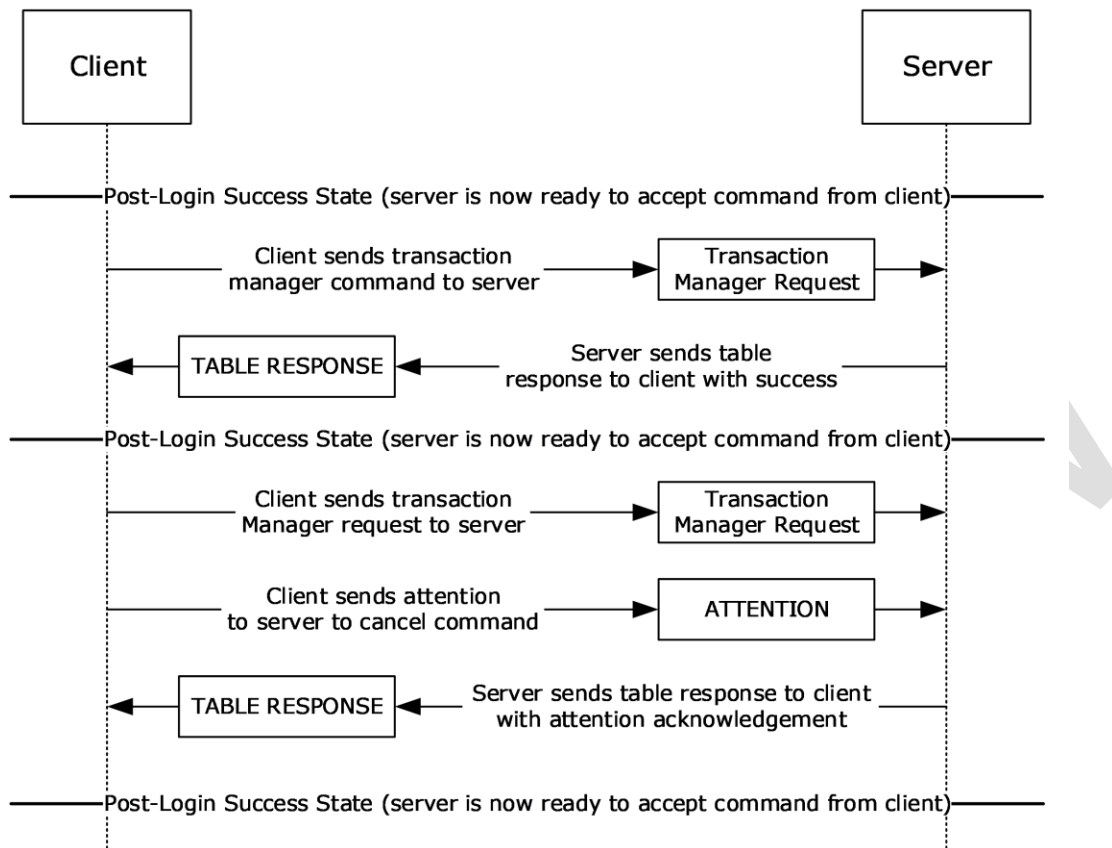 Client
Server
Post-Login Success State (server is now ready to accept command from client)
Client sends transaction
manager command to server
Transaction
Manager Request
TABLE RESPONSE
Server sends table
response to client with success
Post-Login Success State (server is now ready to accept command from client)
Client sends transaction
Manager request to server
Transaction
Manager Request
Client sends attention
to server to cancel command
ATTENTION
TABLE RESPONSE
Server sends table response to client
with attention acknowledgement
Post-Login Success State (server is now ready to accept command from client)